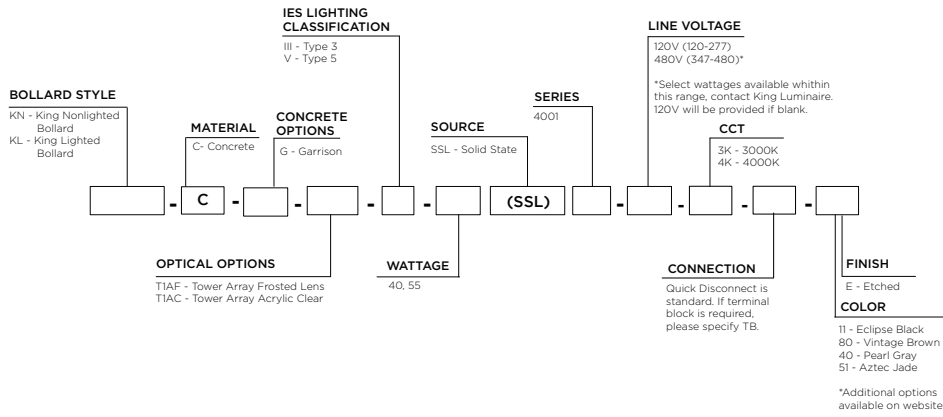 IES LIGHTING
CLASSIFICATION
III - Type 3
V - Type 5
LINE VOLTAGE
120V (120-277)
480V (347-480)*
*Select wattages available whithin
this range, contact King Luminaire.
120V will be provided if blank.
BOLLARD STYLE
KN - King Nonlighted
Bollard
KL - King Lighted
Bollard
MATERIAL
C- Concrete
CONCRETE
OPTIONS
G - Garrison
SOURCE
SSL - Solid State
SERIES
4001
CCT
3K - 3000K
4K - 4000K
- C - - - - (SSL) - - - -
OPTICAL OPTIONS
T1AF - Tower Array Frosted Lens
T1AC - Tower Array Acrylic Clear
WATTAGE
40, 55
CONNECTION
Quick Disconnect is
standard. If terminal
block is required,
please specify TB.
FINISH
E - Etched
COLOR
11 - Eclipse Black
80 - Vintage Brown
40 - Pearl Gray
51 - Aztec Jade
*Additional options
available on website